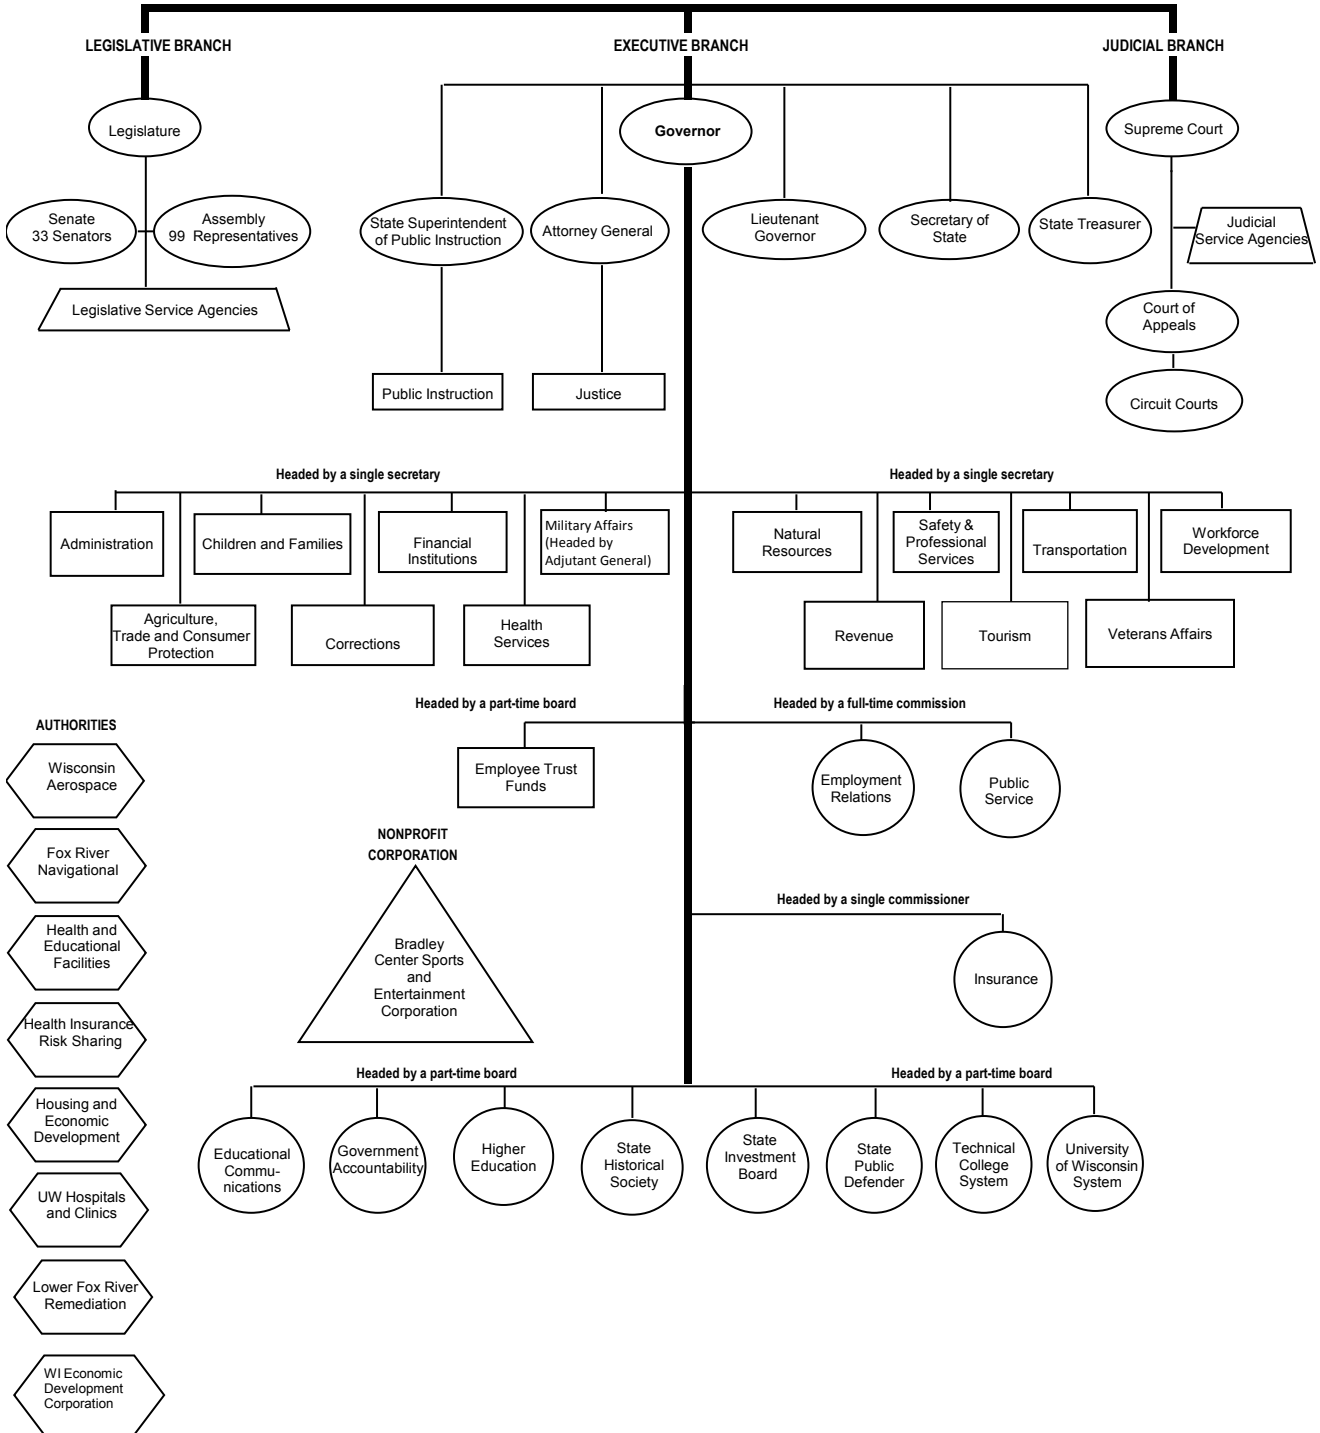 LEGISLATIVE BRANCH
EXECUTIVE BRANCH
JUDICIAL BRANCH
Legislature
Governor
Supreme Court
Senate
33 Senators
Assembly
99 Representatives
State Superintendent
of Public Instruction
Attorney General
Lieutenant
Governor
Secretary of
State
State Treasurer
Judicial
Service Agencies
Legislative Service Agencies
Court of
Appeals
Public Instruction
Justice
Circuit Courts
Headed by a single secretary
Headed by a single secretary
Administration
Children and Families
Financial
Institutions
Military Affairs
(Headed by
Adjutant General)
Natural
Resources
Safety &
Professional
Services
Transportation
Workforce
Development
Agriculture,
Trade and Consumer
Protection
Corrections
Health
Services
Revenue
Tourism
Veterans Affairs
Headed by a part-time board
Headed by a full-time commission
AUTHORITIES
Wisconsin
Aerospace
Employee Trust
Funds
Employment
Relations
Public
Service
Fox River
Navigational
NONPROFIT
CORPORATION
Headed by a single commissioner
Health and
Educational
Facilities
Bradley
Center Sports
and
Entertainment
Corporation
Insurance
Health Insurance
Risk Sharing
Headed by a part-time board
Headed by a part-time board
Housing and
Economic
Development
Educational
Commu-
nications
Government
Accountability
Higher
Education
State
Historical
Society
State
Investment
Board
State
Public
Defender
Technical
College
System
University
of Wisconsin
System
UW Hospitals
and Clinics
Lower Fox River
Remediation
WI Economic
Development
Corporation